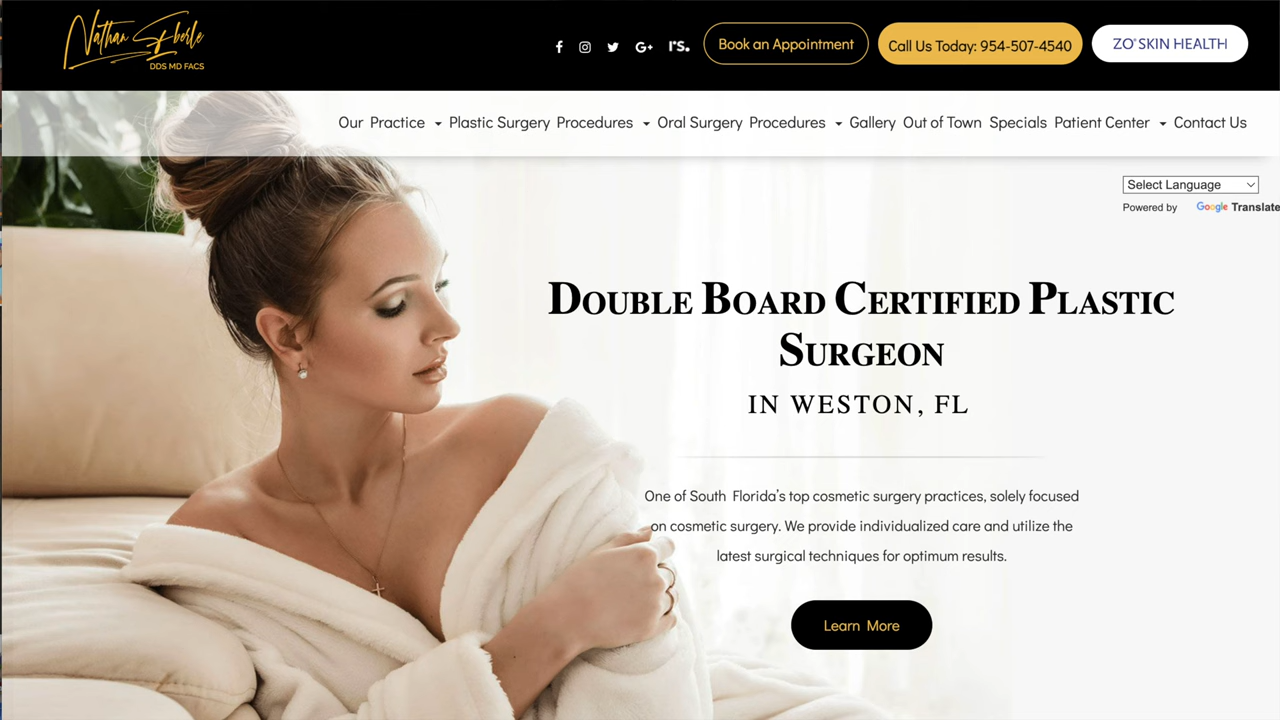 Nathan Eberle
DDS MD FACS
G+
rs.
Book an Appointment
Call Us Today: 954-507-4540
ZO® SKIN HEALTH
Our Practice
Plastic Surgery Procedures
Oral Surgery Procedures
Gallery
Out of Town
Specials
Patient Center
Contact Us
Select Language
Powered by Google Translate
Double Board Certified Plastic
Surgeon
IN WESTON, FL
One of South Florida's top cosmetic surgery practices, solely focused
on cosmetic surgery. We provide individualized care and utilize the
latest surgical techniques for optimum results.
Learn More